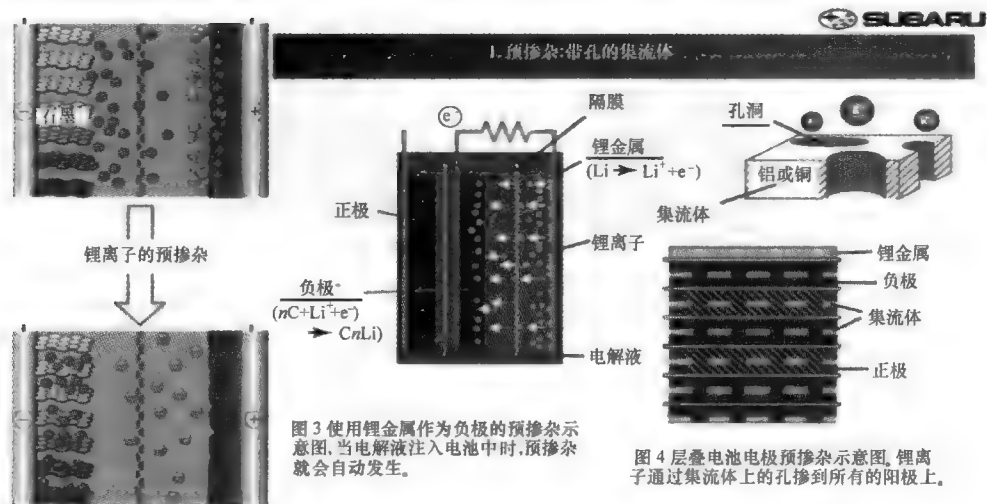 SUBARU
1.预掺杂:带孔的集流体
石墨
锂离子的预掺杂
e⁻
隔膜
锂金属
(Li → Li⁺+e⁻)
正极
锂离子
负极
(nC+Li⁺+e⁻)
→ CnLi)
电解液
图 3 使用锂金属作为负极的预掺杂示
意图,当电解液注入电池中时,预掺杂
就会自动发生。
孔洞
铝或铜
集流体
锂金属
负极
集流体
正极
图 4 层叠电池电极预掺杂示意图。锂离
子通过集流体上的孔掺到所有的阳极上。